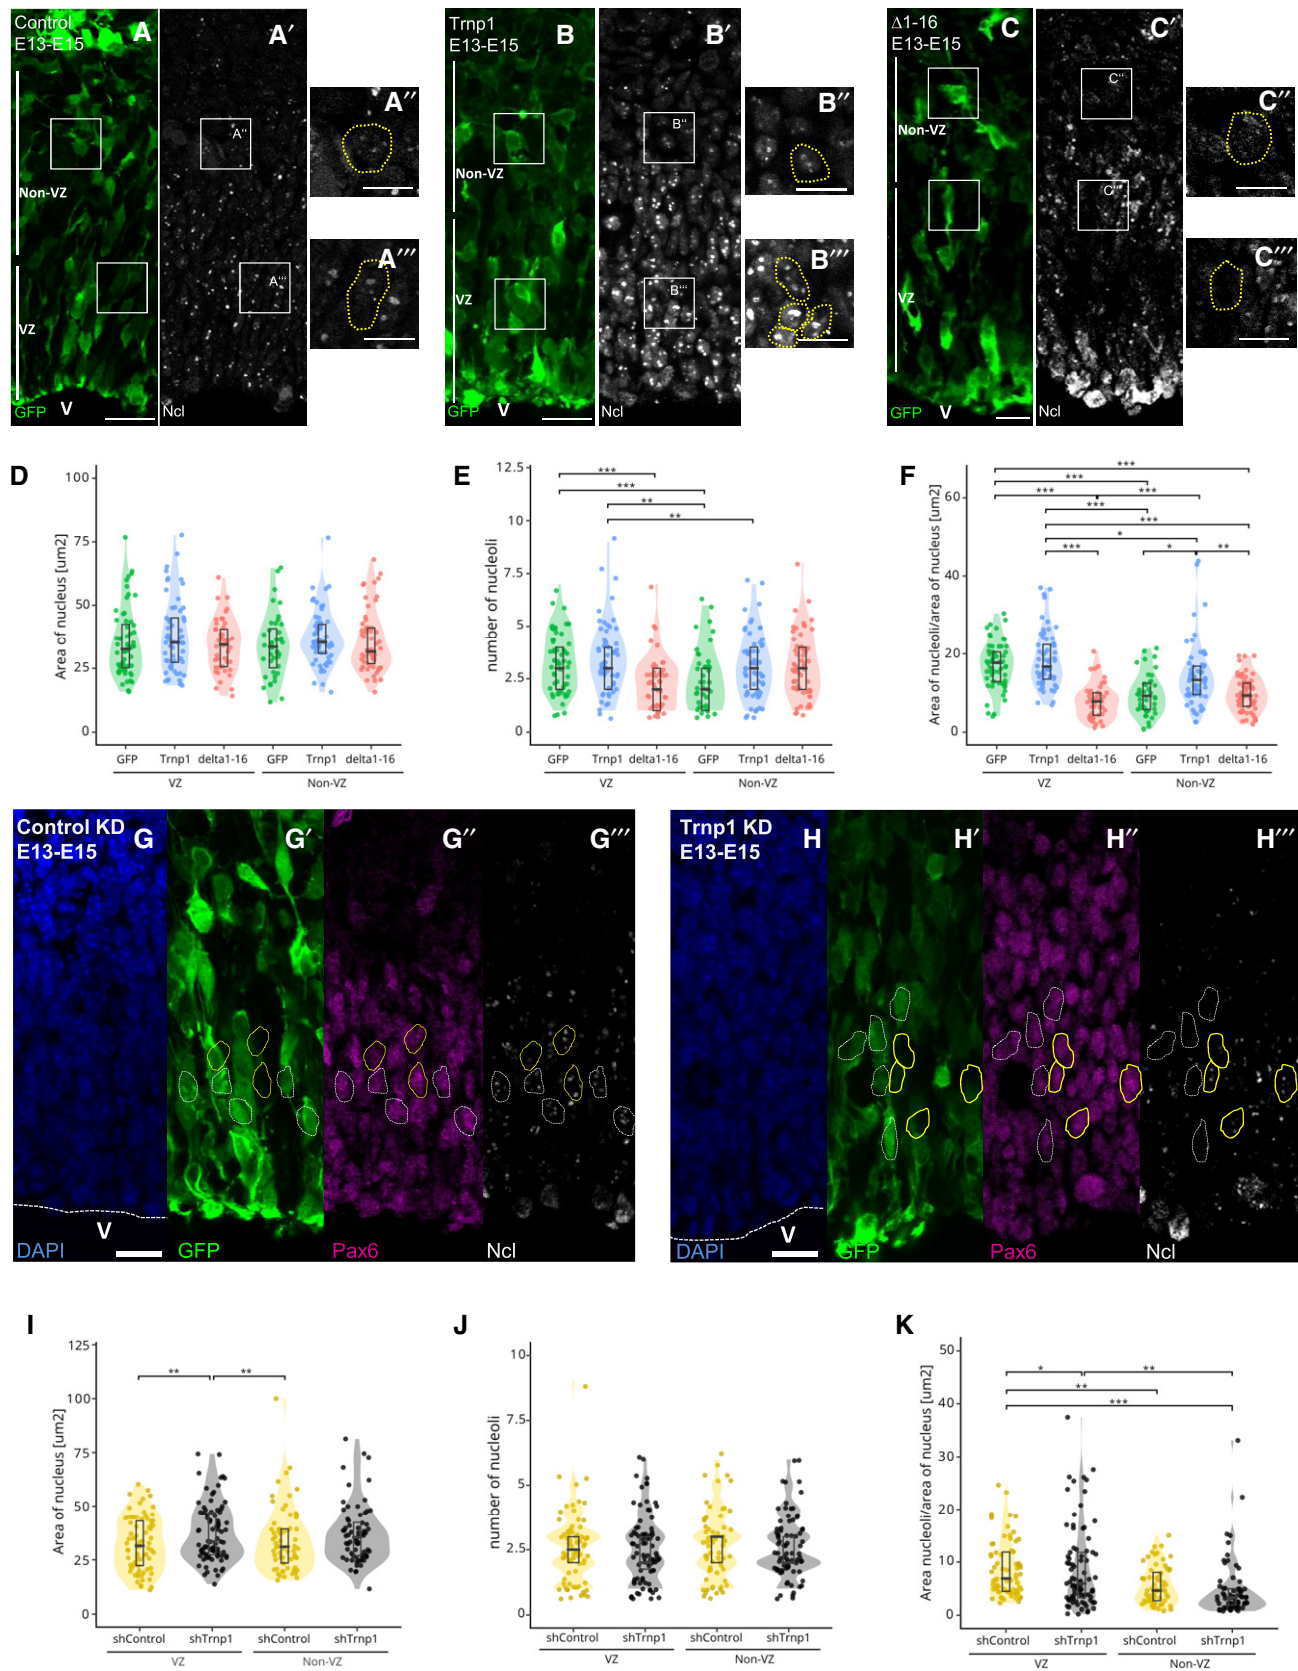 Control
E13-E15
A
A′
A″
A‴
A″
A‴
Non-VZ
VZ
GFP
V
Ncl
Trnp1
E13-E15
B
B′
B″
B‴
B″
B‴
Non-VZ
VZ
GFP
V
Ncl
Δ1-16
E13-E15
C
C′
C″
C‴
C″
C‴
Non-VZ
VZ
GFP
V
Ncl
D
Area of nucleus [um2]
100
75
50
25
0
GFP Trnp1 delta1-16 GFP Trnp1 delta1-16
VZ Non-VZ
E
number of nucleoli
12.5
10
7.5
5
2.5
0
***
***
**
**
GFP Trnp1 delta1-16 GFP Trnp1 delta1-16
VZ Non-VZ
F
Area of nucleoli/area of nucleus [um2]
60
40
20
0
***
***
*** ***
***
***
*
*** * **
GFP Trnp1 delta1-16 GFP Trnp1 delta1-16
VZ Non-VZ
Control KD
E13-E15
G
G′
G″
G‴
V
DAPI
GFP
Pax6
Ncl
Trnp1 KD
E13-E15
H
H′
H″
H‴
V
DAPI
GFP
Pax6
Ncl
I
Area of nucleus [um2]
125
100
75
50
25
0
** **
shControl shTrnp1 shControl shTrnp1
VZ Non-VZ
J
number of nucleoli
10
7.5
5
2.5
0
shControl shTrnp1 shControl shTrnp1
VZ Non-VZ
K
Area nucleoli/area of nucleus [um2]
50
40
30
20
10
0
* **
**
***
shControl shTrnp1 shControl shTrnp1
VZ Non-VZ